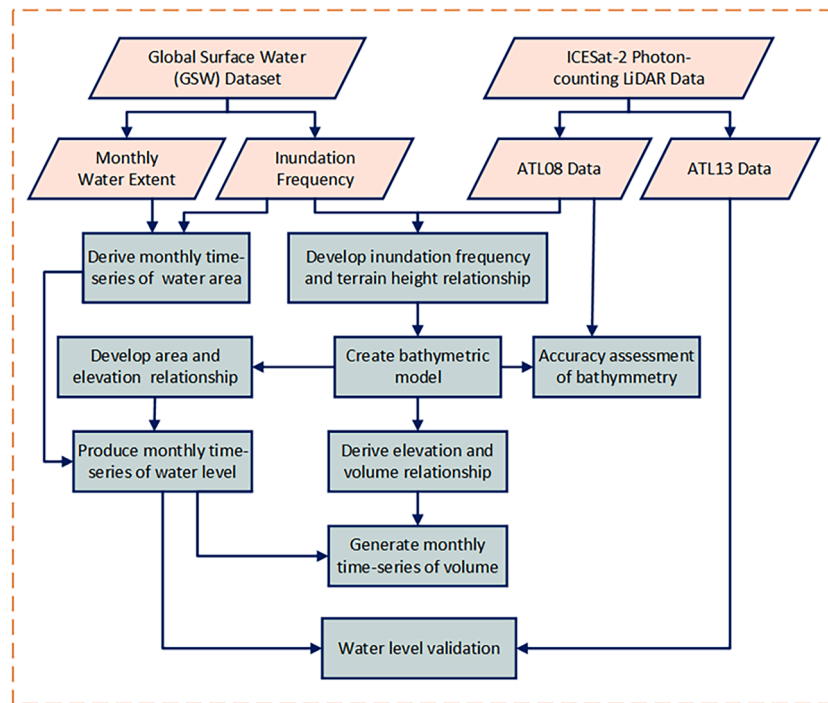 Global Surface Water
(GSW) Dataset
ICESat-2 Photon-
counting LiDAR Data
Monthly
Water Extent
Inundation
Frequency
ATL08 Data
ATL13 Data
Derive monthly time-
series of water area
Develop inundation frequency
and terrain height relationship
Develop area and
elevation relationship
Create bathymetric
model
Accuracy assessment
of bathymmetry
Produce monthly time-
series of water level
Derive elevation and
volume relationship
Generate monthly
time-series of volume
Water level validation